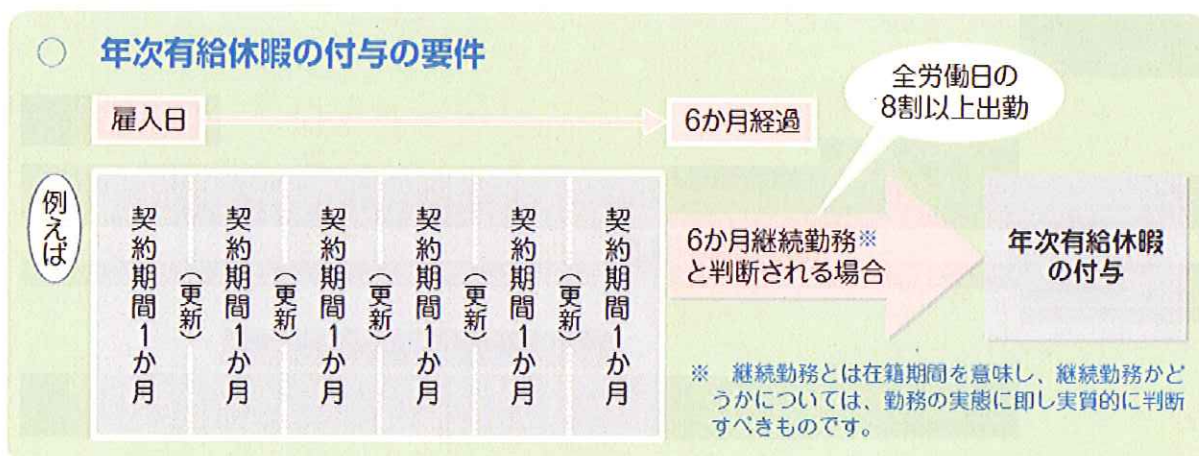 ○ 年次有給休暇の付与の要件
雇入日
6か月経過
全労働日の
8割以上出勤
例えば
契約期間1か月
(更新)
契約期間1か月
(更新)
契約期間1か月
(更新)
契約期間1か月
(更新)
契約期間1か月
(更新)
契約期間1か月
6か月継続勤務※
と判断される場合
年次有給休暇
の付与
※ 継続勤務とは在籍期間を意味し、継続勤務かど
うかについては、勤務の実態に即し実質的に判断
すべきものです。